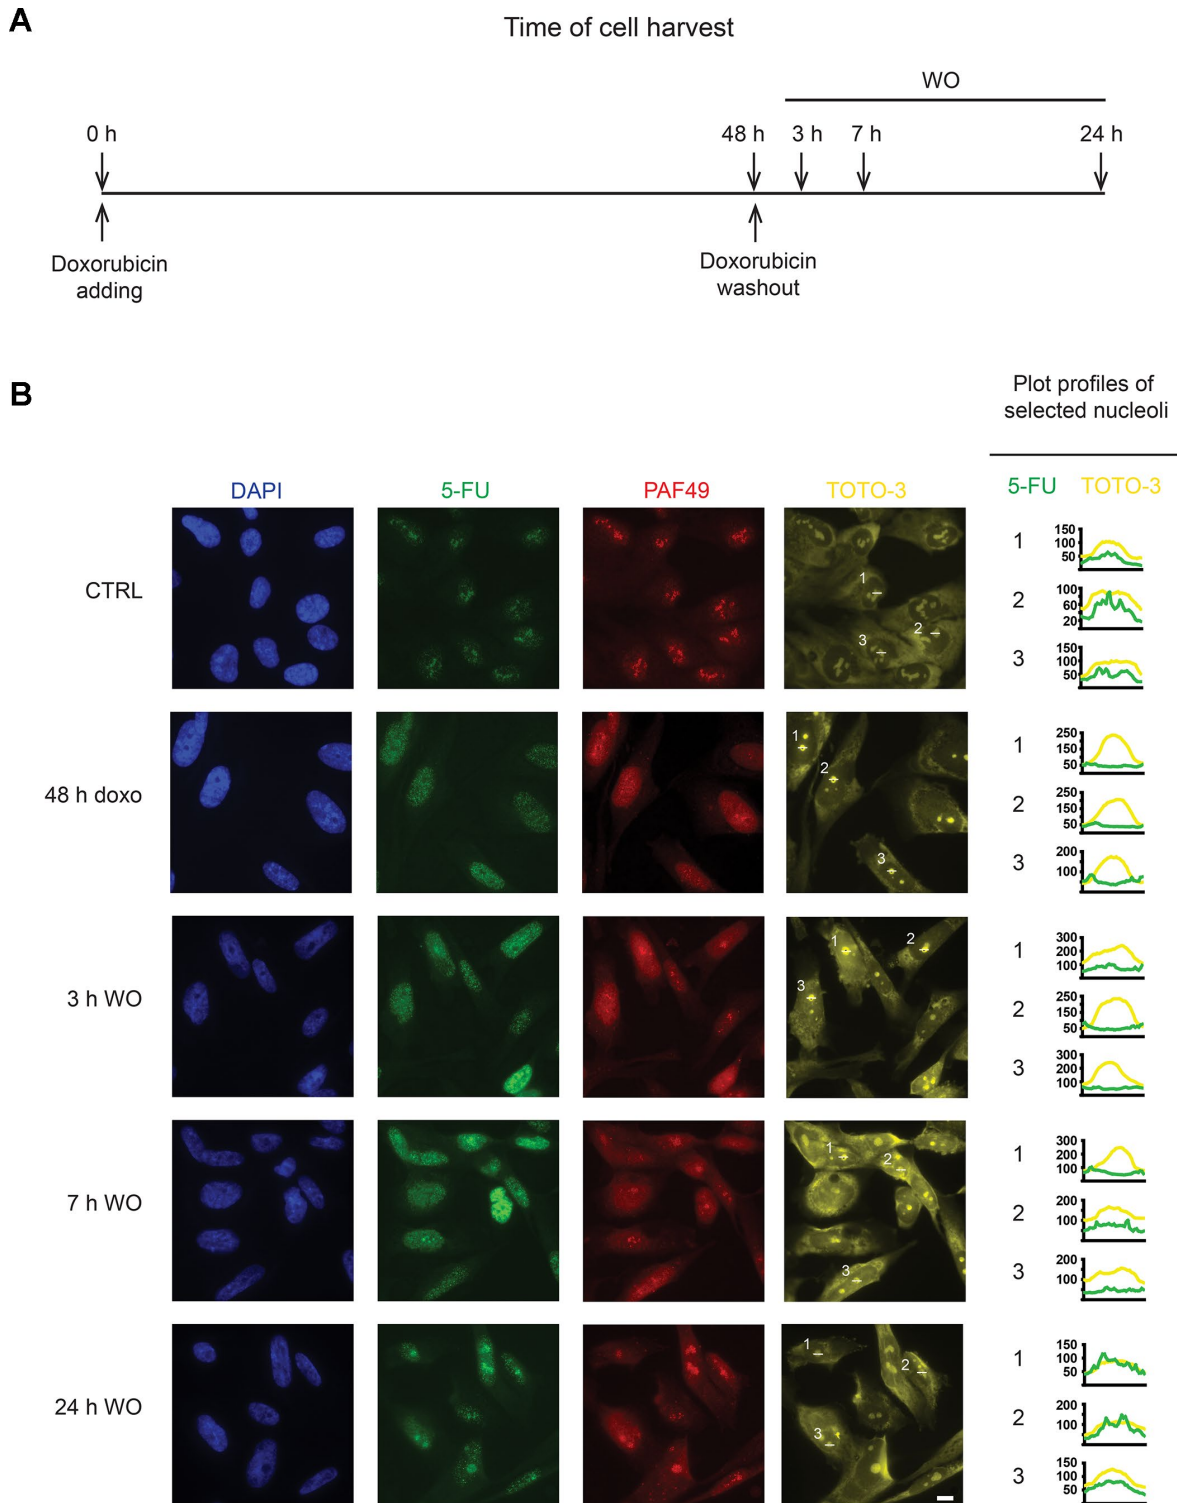 A
Time of cell harvest
WO
0 h
48 h
3 h
7 h
24 h
Doxorubicin
adding
Doxorubicin
washout
B
Plot profiles of
selected nucleoli
DAPI
5-FU
PAF49
TOTO-3
5-FU
TOTO-3
CTRL
1
2
3
1
150
100
50
2
100
60
20
3
150
100
50
48 h doxo
1
2
3
1
250
150
50
2
250
150
50
3
200
100
3 h WO
1
2
3
1
300
200
100
2
250
150
50
3
300
200
100
7 h WO
1
2
3
1
300
200
100
2
200
100
3
200
100
24 h WO
1
2
3
1
150
100
50
2
200
100
3
150
100
50